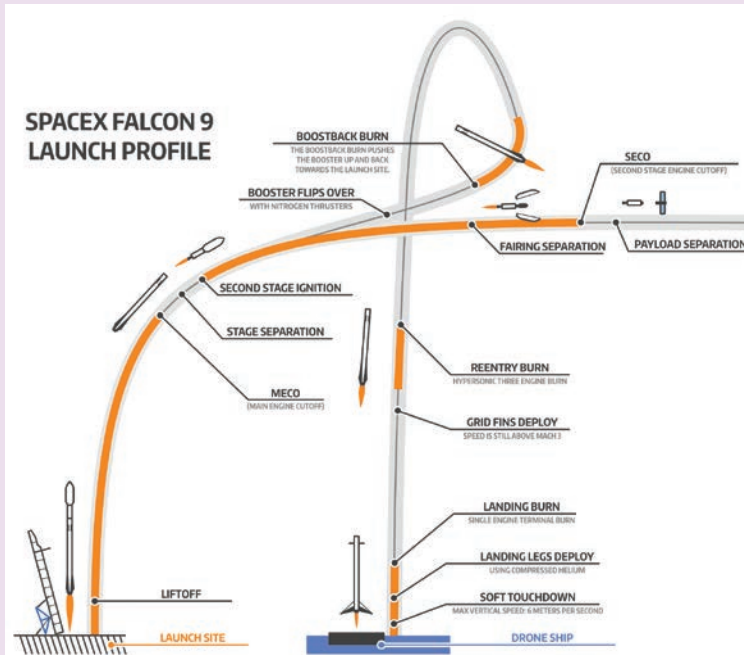 SPACEX FALCON 9
LAUNCH PROFILE
BOOSTBACK BURN
THE BOOSTBACK BURN PUSHES
THE BOOSTER UP AND BACK
TOWARDS THE LAUNCH SITE.
SECO
(SECOND STAGE ENGINE CUTOFF)
BOOSTER FLIPS OVER
WITH NITROGEN THRUSTERS
FAIRING SEPARATION
PAYLOAD SEPARATION
SECOND STAGE IGNITION
STAGE SEPARATION
MECO
(MAIN ENGINE CUTOFF)
REENTRY BURN
HYPERSONIC THREE ENGINE BURN
GRID FINS DEPLOY
SPEED IS STILL ABOVE MACH 3
LANDING BURN
SINGLE ENGINE TERMINAL BURN
LANDING LEGS DEPLOY
USING COMPRESSED HELIUM
LIFTOFF
SOFT TOUCHDOWN
MAX VERTICAL SPEED: 6 METERS PER SECOND
LAUNCH SITE
DRONE SHIP